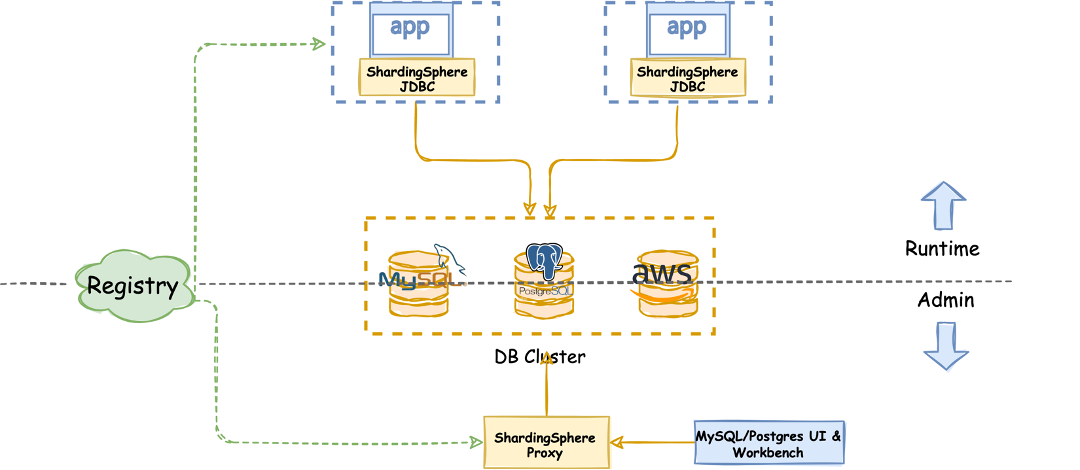 app
app
ShardingSphere
JDBC
ShardingSphere
JDBC
Runtime
MySQL
PostgreSQL
aws
Registry
Admin
DB Cluster
ShardingSphere
Proxy
MySQL/Postgres UI &
Workbench